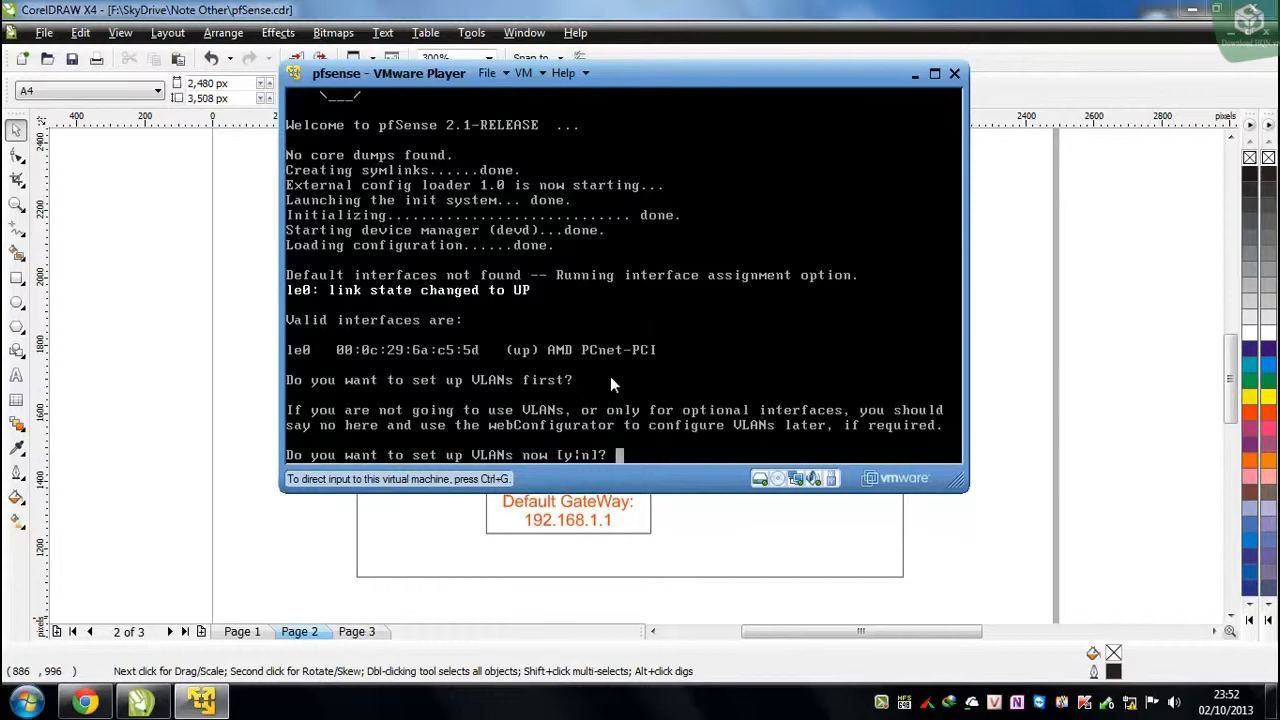 CorelDRAW X4 - [F:\SkyDrive\Note Other\pfSense.cdr]
File Edit View Layout Arrange Effects Bitmaps Text Table Tools Window Help
300%
Snap to
A4
2,480 px
3,508 px
pfsense - VMware Player File VM Help
2400 2600 pixels
Welcome to pfSense 2.1-RELEASE ...
No core dumps found.
Creating symlinks......done.
External config loader 1.0 is now starting...
Launching the init system... done.
Initializing............................. done.
Starting device manager (devd)...done.
Loading configuration......done.
Default interfaces not found -- Running interface assignment option.
le0: link state changed to UP
Valid interfaces are:
le0 00:0c:29:6a:c5:5d (up) AMD PCnet-PCI
Do you want to set up VLANs first?
If you are not going to use VLANs, or only for optional interfaces, you should
say no here and use the webConfigurator to configure VLANs later, if required.
Do you want to set up VLANs now [y|n]?
To direct input to this virtual machine, press Ctrl+G.
vmware
Default GateWay:
192.168.1.1
2 of 3 Page 1 Page 2 Page 3
(886 , 996) Next click for Drag/Scale; Second click for Rotate/Skew; Dbl-clicking tool selects all objects; Shift+click multi-selects; Alt+click digs
23:52
02/10/2013